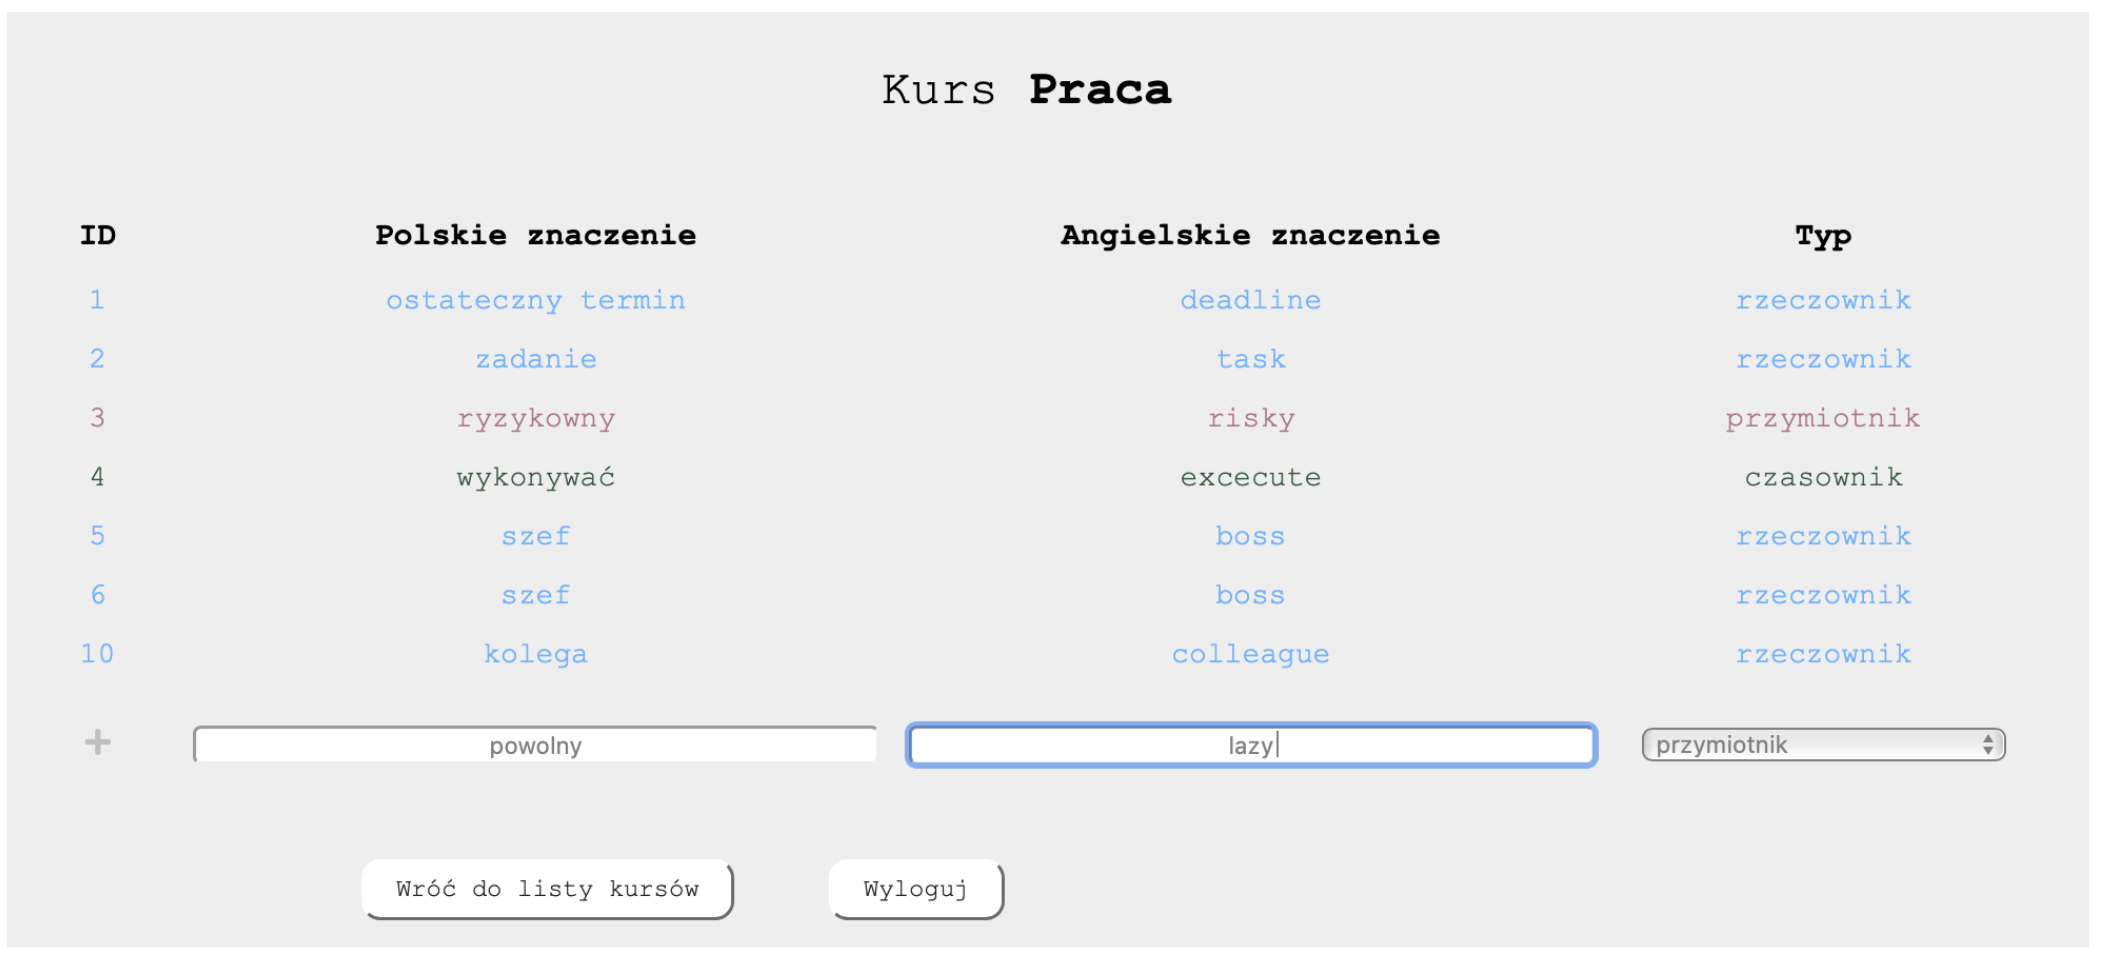 Kurs Praca
ID Polskie znaczenie Angielskie znaczenie Typ
1 ostateczny termin deadline rzeczownik
2 zadanie task rzeczownik
3 ryzykowny risky przymiotnik
4 wykonywać excecute czasownik
5 szef boss rzeczownik
6 szef boss rzeczownik
10 kolega colleague rzeczownik
+ powolny lazy przymiotnik
Wróć do listy kursów Wyloguj